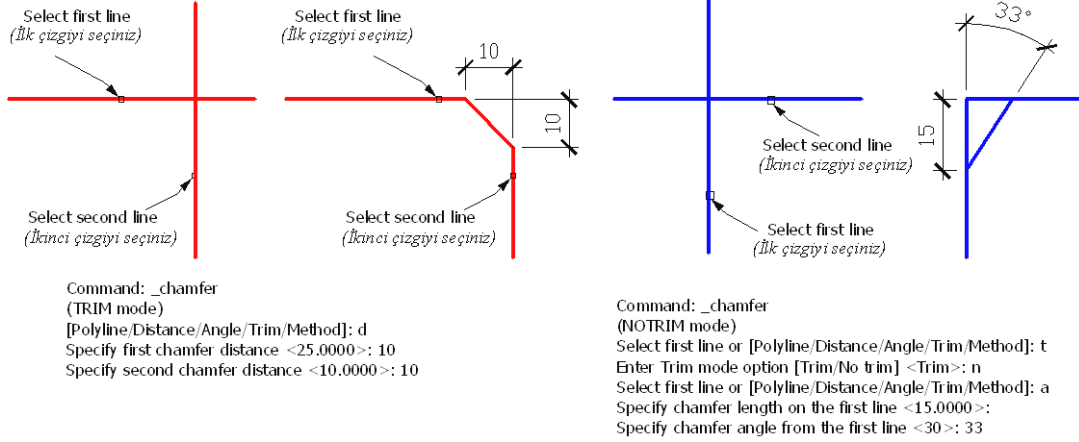 Select first line
(İlk çizgiyi seçiniz)
Select second line
(İkinci çizgiyi seçiniz)
Select first line
(İlk çizgiyi seçiniz)
10
10
Select second line
(İkinci çizgiyi seçiniz)
Select second line
(İkinci çizgiyi seçiniz)
Select first line
(İlk çizgiyi seçiniz)
33°
15
Command: _chamfer
(TRIM mode)
[Polyline/Distance/Angle/Trim/Method]: d
Specify first chamfer distance <25.0000>: 10
Specify second chamfer distance <10.0000>: 10
Command: _chamfer
(NOTRIM mode)
Select first line or [Polyline/Distance/Angle/Trim/Method]: t
Enter Trim mode option [Trim/No trim] <Trim>: n
Select first line or [Polyline/Distance/Angle/Trim/Method]: a
Specify chamfer length on the first line <15.0000>:
Specify chamfer angle from the first line <30>: 33